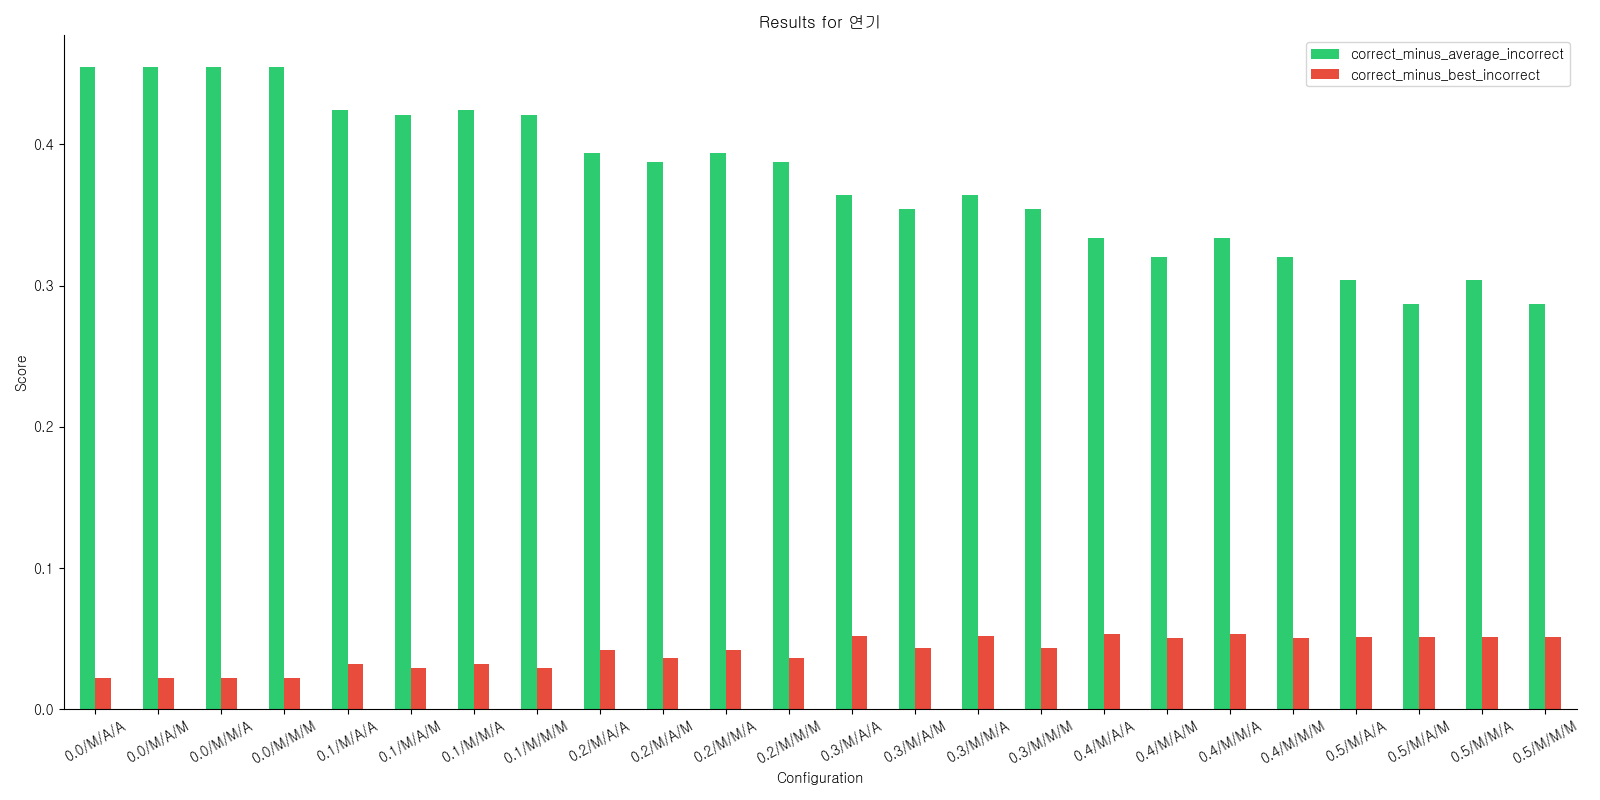 Results for 연기
correct_minus_average_incorrect
correct_minus_best_incorrect
Score
0.4
0.3
0.2
0.1
0.0
0.0/M/A/A
0.0/M/A/M
0.0/M/M/A
0.0/M/M/M
0.1/M/A/A
0.1/M/A/M
0.1/M/M/A
0.1/M/M/M
0.2/M/A/A
0.2/M/A/M
0.2/M/M/A
0.2/M/M/M
0.3/M/A/A
0.3/M/A/M
0.3/M/M/A
0.3/M/M/M
0.4/M/A/A
0.4/M/A/M
0.4/M/M/A
0.4/M/M/M
0.5/M/A/A
0.5/M/A/M
0.5/M/M/A
0.5/M/M/M
Configuration